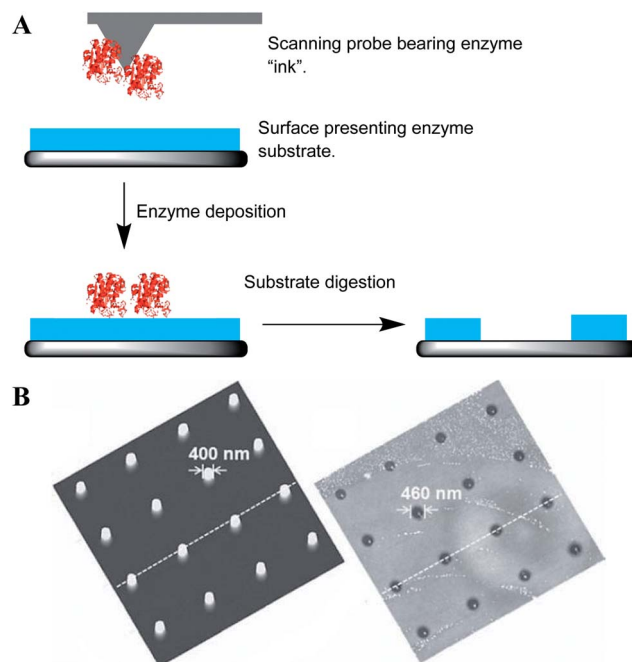 A
Scanning probe bearing enzyme
“ink”.
Surface presenting enzyme
substrate.
Enzyme deposition
Substrate digestion
B
400 nm
460 nm